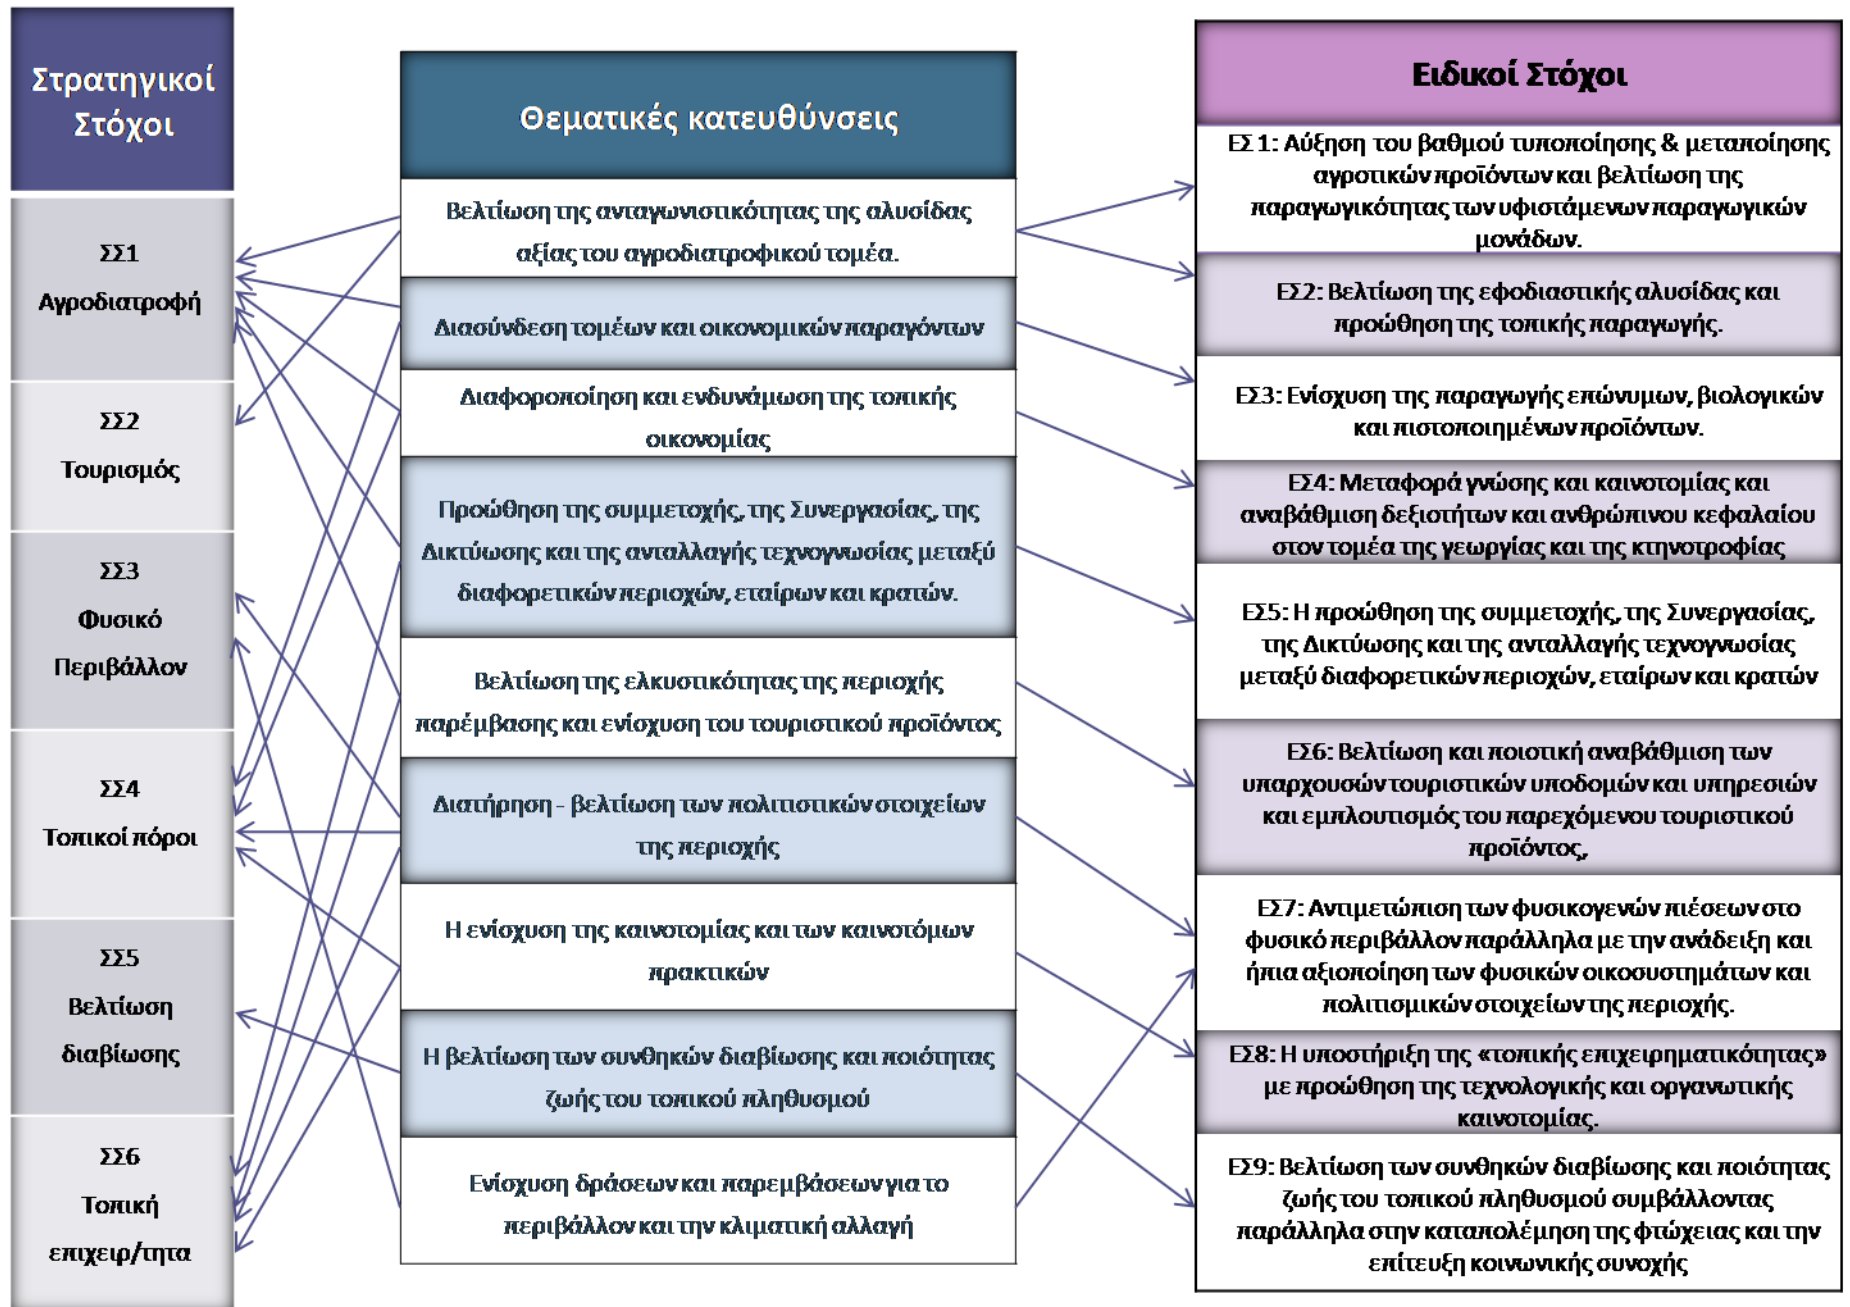 Στρατηγικοί
Στόχοι
ΣΣ1
Αγροδιατροφή
ΣΣ2
Τουρισμός
ΣΣ3
Φυσικό
Περιβάλλον
ΣΣ4
Τοπικοί πόροι
ΣΣ5
Βελτίωση
διαβίωσης
ΣΣ6
Τοπική
επιχειρ/τητα
Θεματικές κατευθύνσεις
Βελτίωση της ανταγωνιστικότητας της αλυσίδας
αξίας του αγροδιατροφικού τομέα.
Διασύνδεση τομέων και οικονομικών παραγόντων
Διαφοροποίηση και ενδυνάμωση της τοπικής
οικονομίας
Προώθηση της συμμετοχής, της Συνεργασίας, της
Δικτύωσης και της ανταλλαγής τεχνογνωσίας μεταξύ
διαφορετικών περιοχών, εταίρων και κρατών.
Βελτίωση της ελκυστικότητας της περιοχής
παρέμβασης και ενίσχυση του τουριστικού προϊόντος
Διατήρηση - βελτίωση των πολιτιστικών στοιχείων
της περιοχής
Η ενίσχυση της καινοτομίας και των καινοτόμων
πρακτικών
Η βελτίωση των συνθηκών διαβίωσης και ποιότητας
ζωής του τοπικού πληθυσμού
Ενίσχυση δράσεων και παρεμβάσεων για το
περιβάλλον και την κλιματική αλλαγή
Ειδικοί Στόχοι
ΕΣ 1: Αύξηση του βαθμού τυποποίησης & μεταποίησης
αγροτικών προϊόντων και βελτίωση της
παραγωγικότητας των υφιστάμενων παραγωγικών
μονάδων.
ΕΣ2: Βελτίωση της εφοδιαστικής αλυσίδας και
προώθηση της τοπικής παραγωγής.
ΕΣ3: Ενίσχυση της παραγωγής επώνυμων, βιολογικών
και πιστοποιημένων προϊόντων.
ΕΣ4: Μεταφορά γνώσης και καινοτομίας και
αναβάθμιση δεξιοτήτων και ανθρώπινου κεφαλαίου
στον τομέα της γεωργίας και της κτηνοτροφίας
ΕΣ5: Η προώθηση της συμμετοχής, της Συνεργασίας,
της Δικτύωσης και της ανταλλαγής τεχνογνωσίας
μεταξύ διαφορετικών περιοχών, εταίρων και κρατών
ΕΣ6: Βελτίωση και ποιοτική αναβάθμιση των
υπαρχουσών τουριστικών υποδομών και υπηρεσιών
και εμπλουτισμός του παρεχόμενου τουριστικού
προϊόντος,
ΕΣ7: Αντιμετώπιση των φυσικογενών πιέσεων στο
φυσικό περιβάλλον παράλληλα με την ανάδειξη και
ήπια αξιοποίηση των φυσικών οικοσυστημάτων και
πολιτισμικών στοιχείων της περιοχής.
ΕΣ8: Η υποστήριξη της «τοπικής επιχειρηματικότητας»
με προώθηση της τεχνολογικής και οργανωτικής
καινοτομίας.
ΕΣ9: Βελτίωση των συνθηκών διαβίωσης και ποιότητας
ζωής του τοπικού πληθυσμού συμβάλλοντας
παράλληλα στην καταπολέμηση της φτώχειας και την
επίτευξη κοινωνικής συνοχής